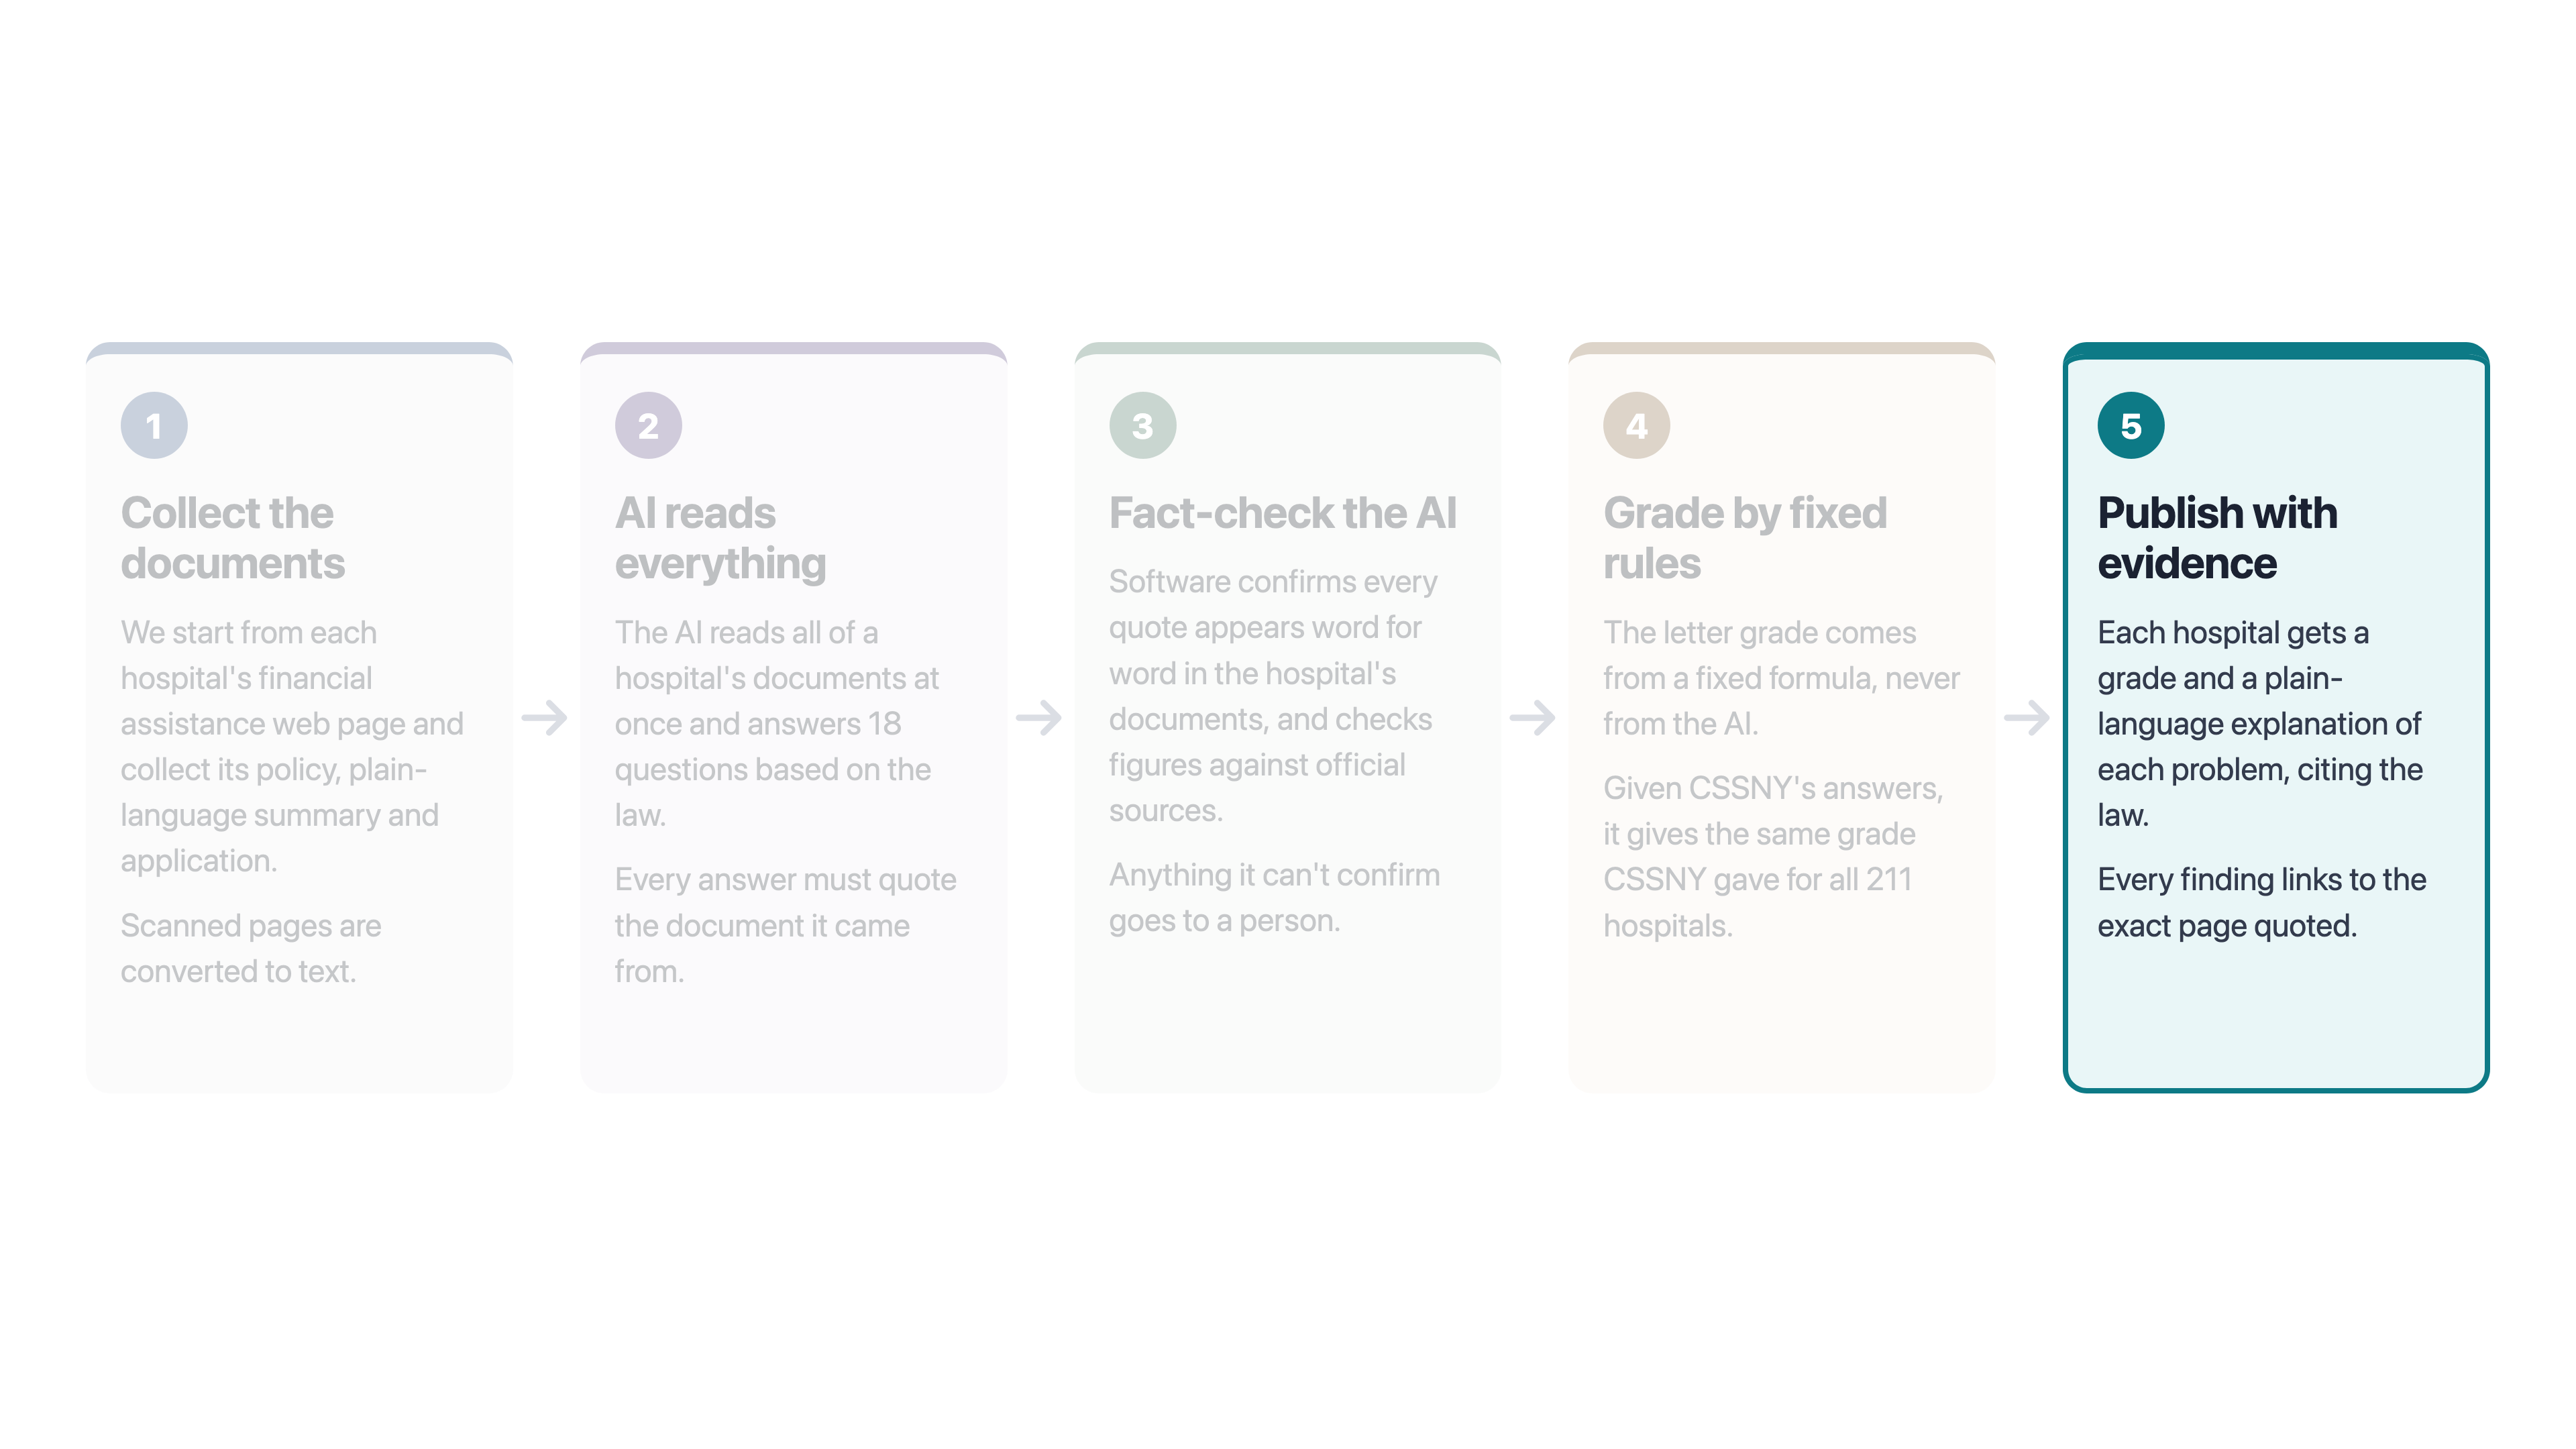 1
Collect the
documents
We start from each
hospital's financial
assistance web page and
collect its policy, plain-
language summary and
application.
Scanned pages are
converted to text.
2
AI reads
everything
The AI reads all of a
hospital's documents at
once and answers 18
questions based on the
law.
Every answer must quote
the document it came
from.
3
Fact-check the AI
Software confirms every
quote appears word for
word in the hospital's
documents, and checks
figures against official
sources.
Anything it can't confirm
goes to a person.
4
Grade by fixed
rules
The letter grade comes
from a fixed formula, never
from the AI.
Given CSSNY's answers,
it gives the same grade
CSSNY gave for all 211
hospitals.
5
Publish with
evidence
Each hospital gets a
grade and a plain-
language explanation of
each problem, citing the
law.
Every finding links to the
exact page quoted.